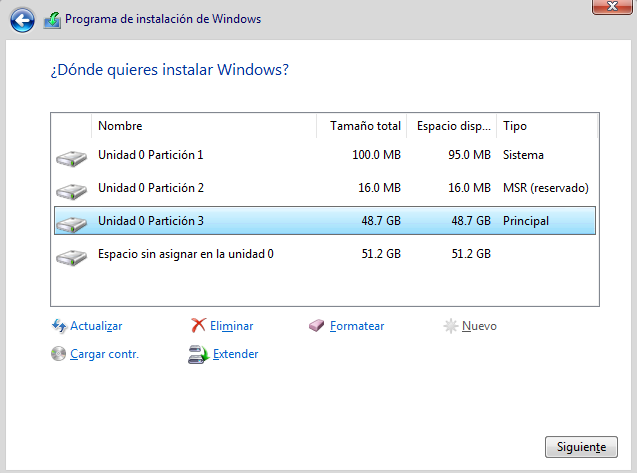 Programa de instalación de Windows
¿Dónde quieres instalar Windows?
Nombre Tamaño total Espacio disp... Tipo
Unidad 0 Partición 1 100.0 MB 95.0 MB Sistema
Unidad 0 Partición 2 16.0 MB 16.0 MB MSR (reservado)
Unidad 0 Partición 3 48.7 GB 48.7 GB Principal
Espacio sin asignar en la unidad 0 51.2 GB 51.2 GB
Actualizar Eliminar Formatear Nuevo
Cargar contr. Extender
Siguiente